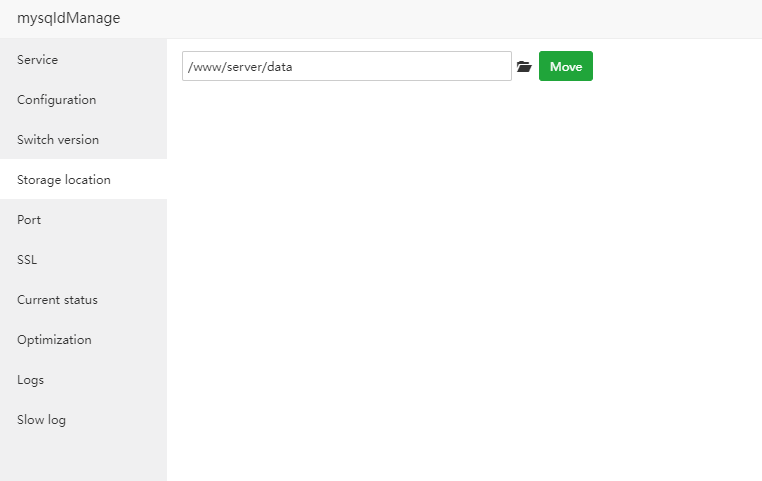 mysqldManage
Service
Configuration
Switch version
Storage location
Port
SSL
Current status
Optimization
Logs
Slow log
/www/server/data
Move